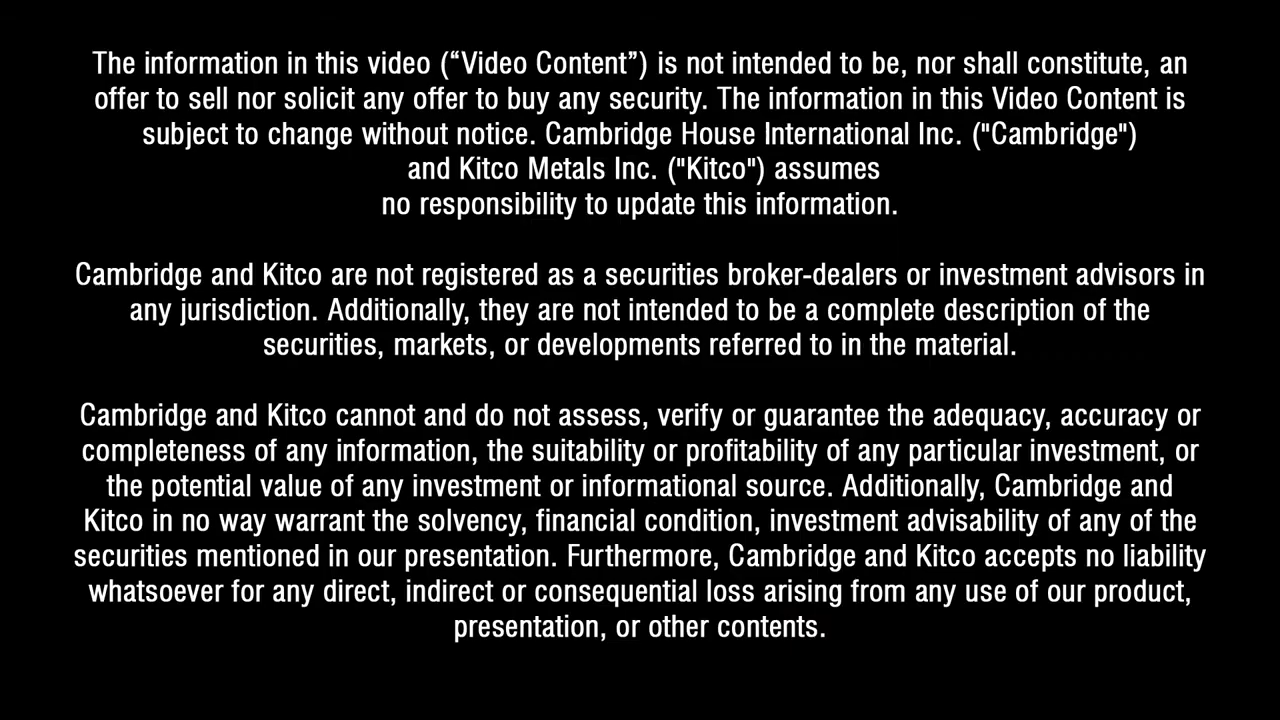 The information in this video (“Video Content”) is not intended to be, nor shall constitute, an
offer to sell nor solicit any offer to buy any security. The information in this Video Content is
subject to change without notice. Cambridge House International Inc. ("Cambridge")
and Kitco Metals Inc. ("Kitco") assumes
no responsibility to update this information.
Cambridge and Kitco are not registered as a securities broker-dealers or investment advisors in
any jurisdiction. Additionally, they are not intended to be a complete description of the
securities, markets, or developments referred to in the material.
Cambridge and Kitco cannot and do not assess, verify or guarantee the adequacy, accuracy or
completeness of any information, the suitability or profitability of any particular investment, or
the potential value of any investment or informational source. Additionally, Cambridge and
Kitco in no way warrant the solvency, financial condition, investment advisability of any of the
securities mentioned in our presentation. Furthermore, Cambridge and Kitco accepts no liability
whatsoever for any direct, indirect or consequential loss arising from any use of our product,
presentation, or other contents.